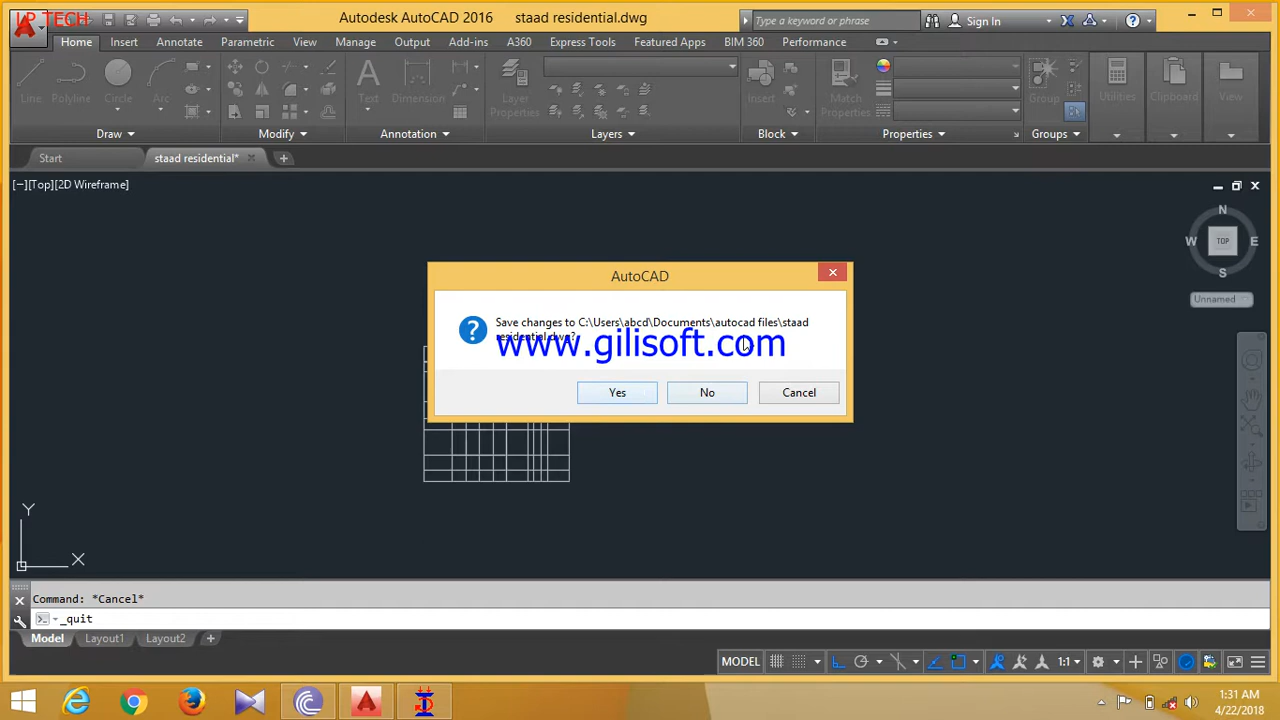 LP TECH
Autodesk AutoCAD 2016 staad residential.dwg
Type a keyword or phrase
Sign In
Home Insert Annotate Parametric View Manage Output Add-ins A360 Express Tools Featured Apps BIM 360 Performance
Line Polyline Circle Arc Text Dimension Layer Properties Insert Match Properties Group Utilities Clipboard View
Draw Modify Annotation Layers Block Properties Groups
Start staad residential*
[−][Top][2D Wireframe]
N
W TOP E
S
Unnamed
AutoCAD
Save changes to C:\Users\abcd\Documents\autocad files\staad
residential.dwg?
www.gilisoft.com
Yes No Cancel
Y
X
Command: *Cancel*
_quit
Model Layout1 Layout2
MODEL 1:1
1:31 AM
4/22/2018